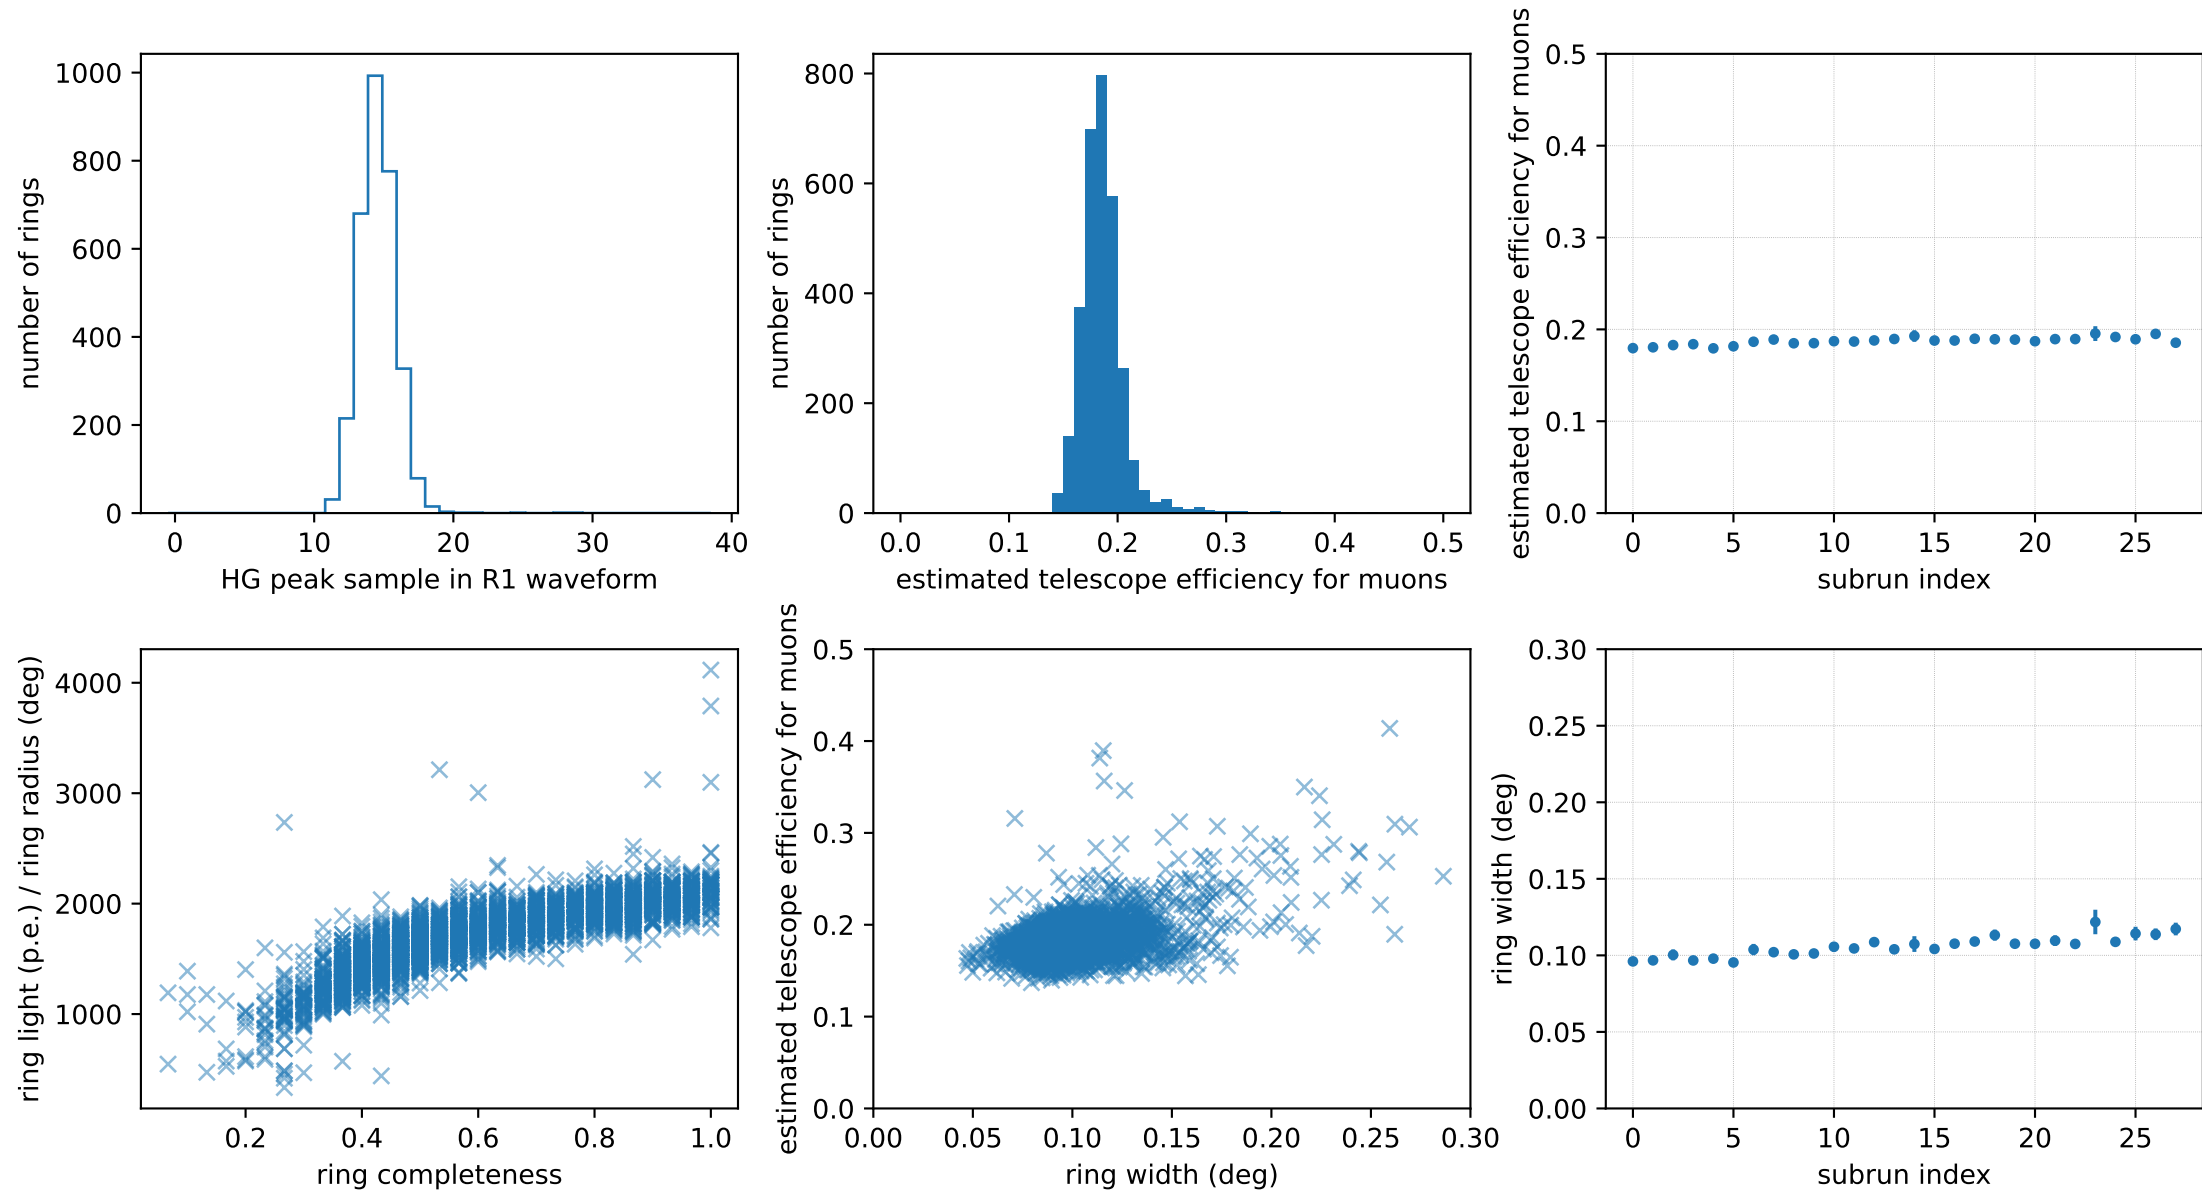 number of rings
1000
800
600
400
200
0
0 10 20 30 40
HG peak sample in R1 waveform
number of rings
800
600
400
200
0
0.0 0.1 0.2 0.3 0.4 0.5
estimated telescope efficiency for muons
estimated telescope efficiency for muons
0.5
0.4
0.3
0.2
0.1
0.0
0 5 10 15 20 25
subrun index
ring light (p.e.) / ring radius (deg)
4000
3000
2000
1000
0.2 0.4 0.6 0.8 1.0
ring completeness
estimated telescope efficiency for muons
0.5
0.4
0.3
0.2
0.1
0.0
0.00 0.05 0.10 0.15 0.20 0.25 0.30
ring width (deg)
ring width (deg)
0.30
0.25
0.20
0.15
0.10
0.05
0.00
0 5 10 15 20 25
subrun index